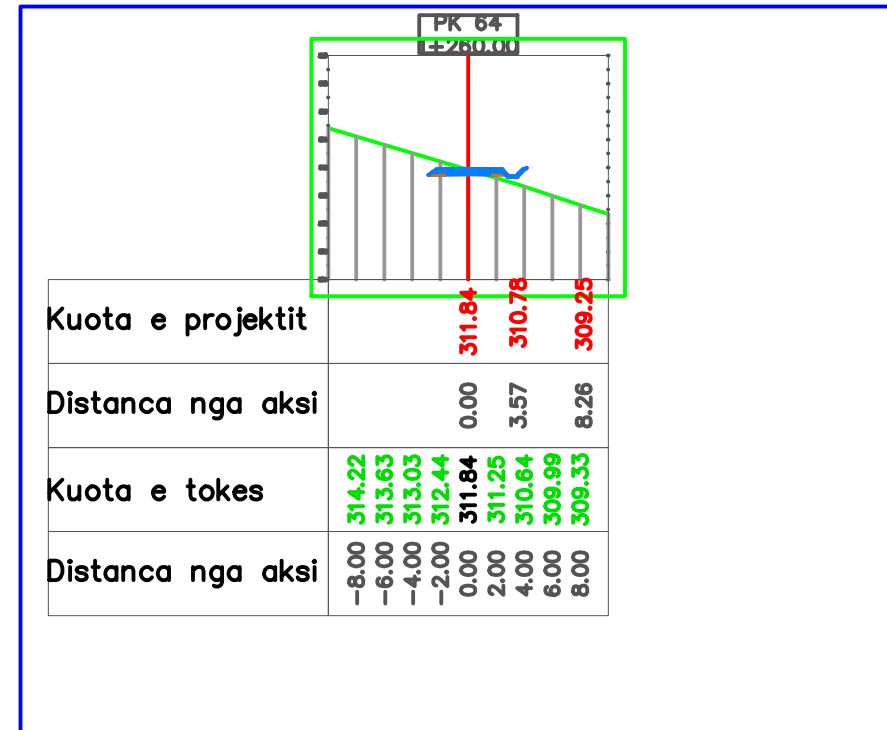 PK 64
1+260.00
Kuota e projektit 311.84 310.78 309.25
Distanca nga aksi 0.00 3.57 8.26
Kuota e tokes 314.22 313.63 313.03 312.44 311.84 311.25 310.64 309.99 309.33
Distanca nga aksi -8.00 -6.00 -4.00 -2.00 0.00 2.00 4.00 6.00 8.00